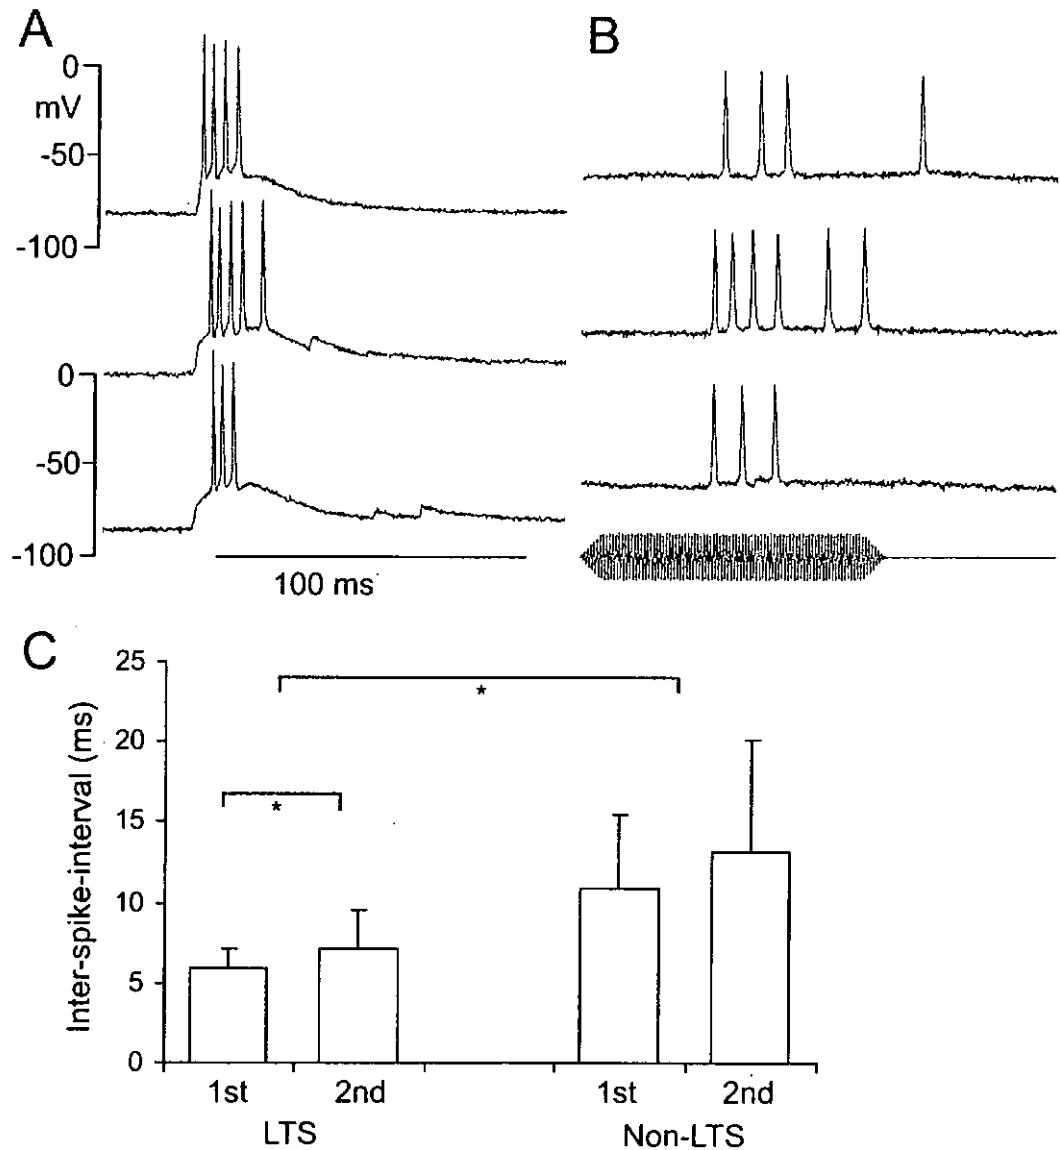 A
B
0
mV
-50
-100
0
-50
-100
100 ms
C
25
20
15
10
5
0
Inter-spike-interval (ms)
*
*
1st
2nd
1st
2nd
LTS
Non-LTS